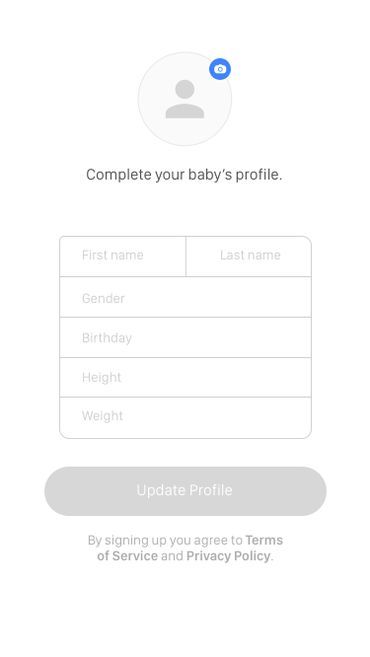 Complete your baby's profile.
First name Last name
Gender
Birthday
Height
Weight
Update Profile
By signing up you agree to Terms
of Service and Privacy Policy.